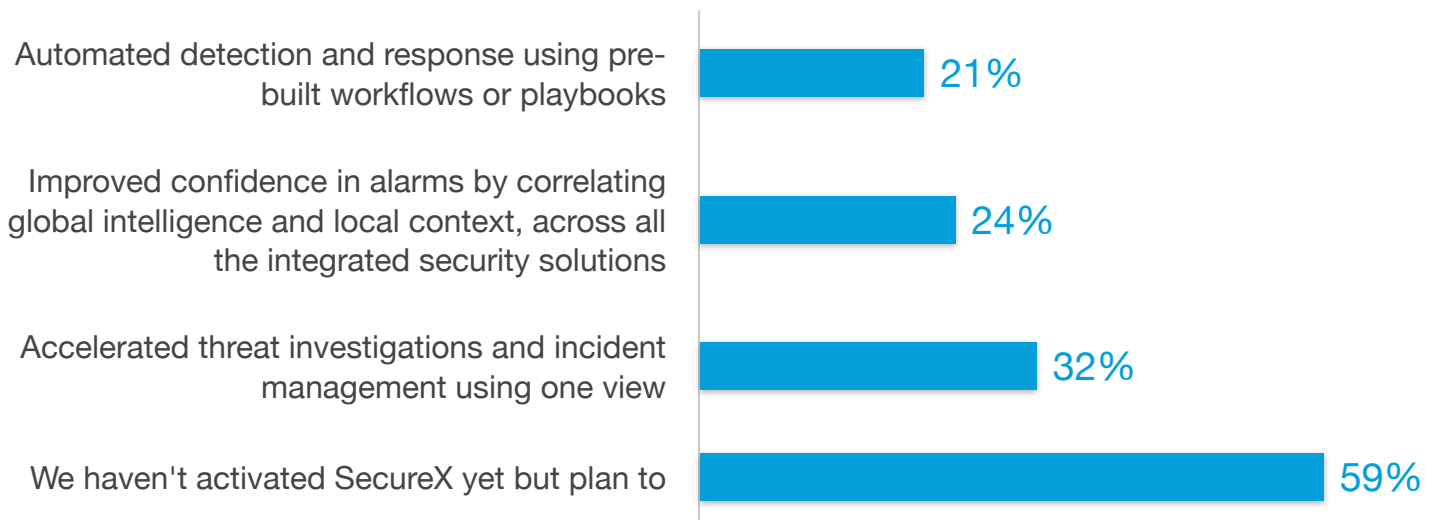 Automated detection and response using pre-
built workflows or playbooks
21%
Improved confidence in alarms by correlating
global intelligence and local context, across all
the integrated security solutions
24%
Accelerated threat investigations and incident
management using one view
32%
We haven't activated SecureX yet but plan to
59%